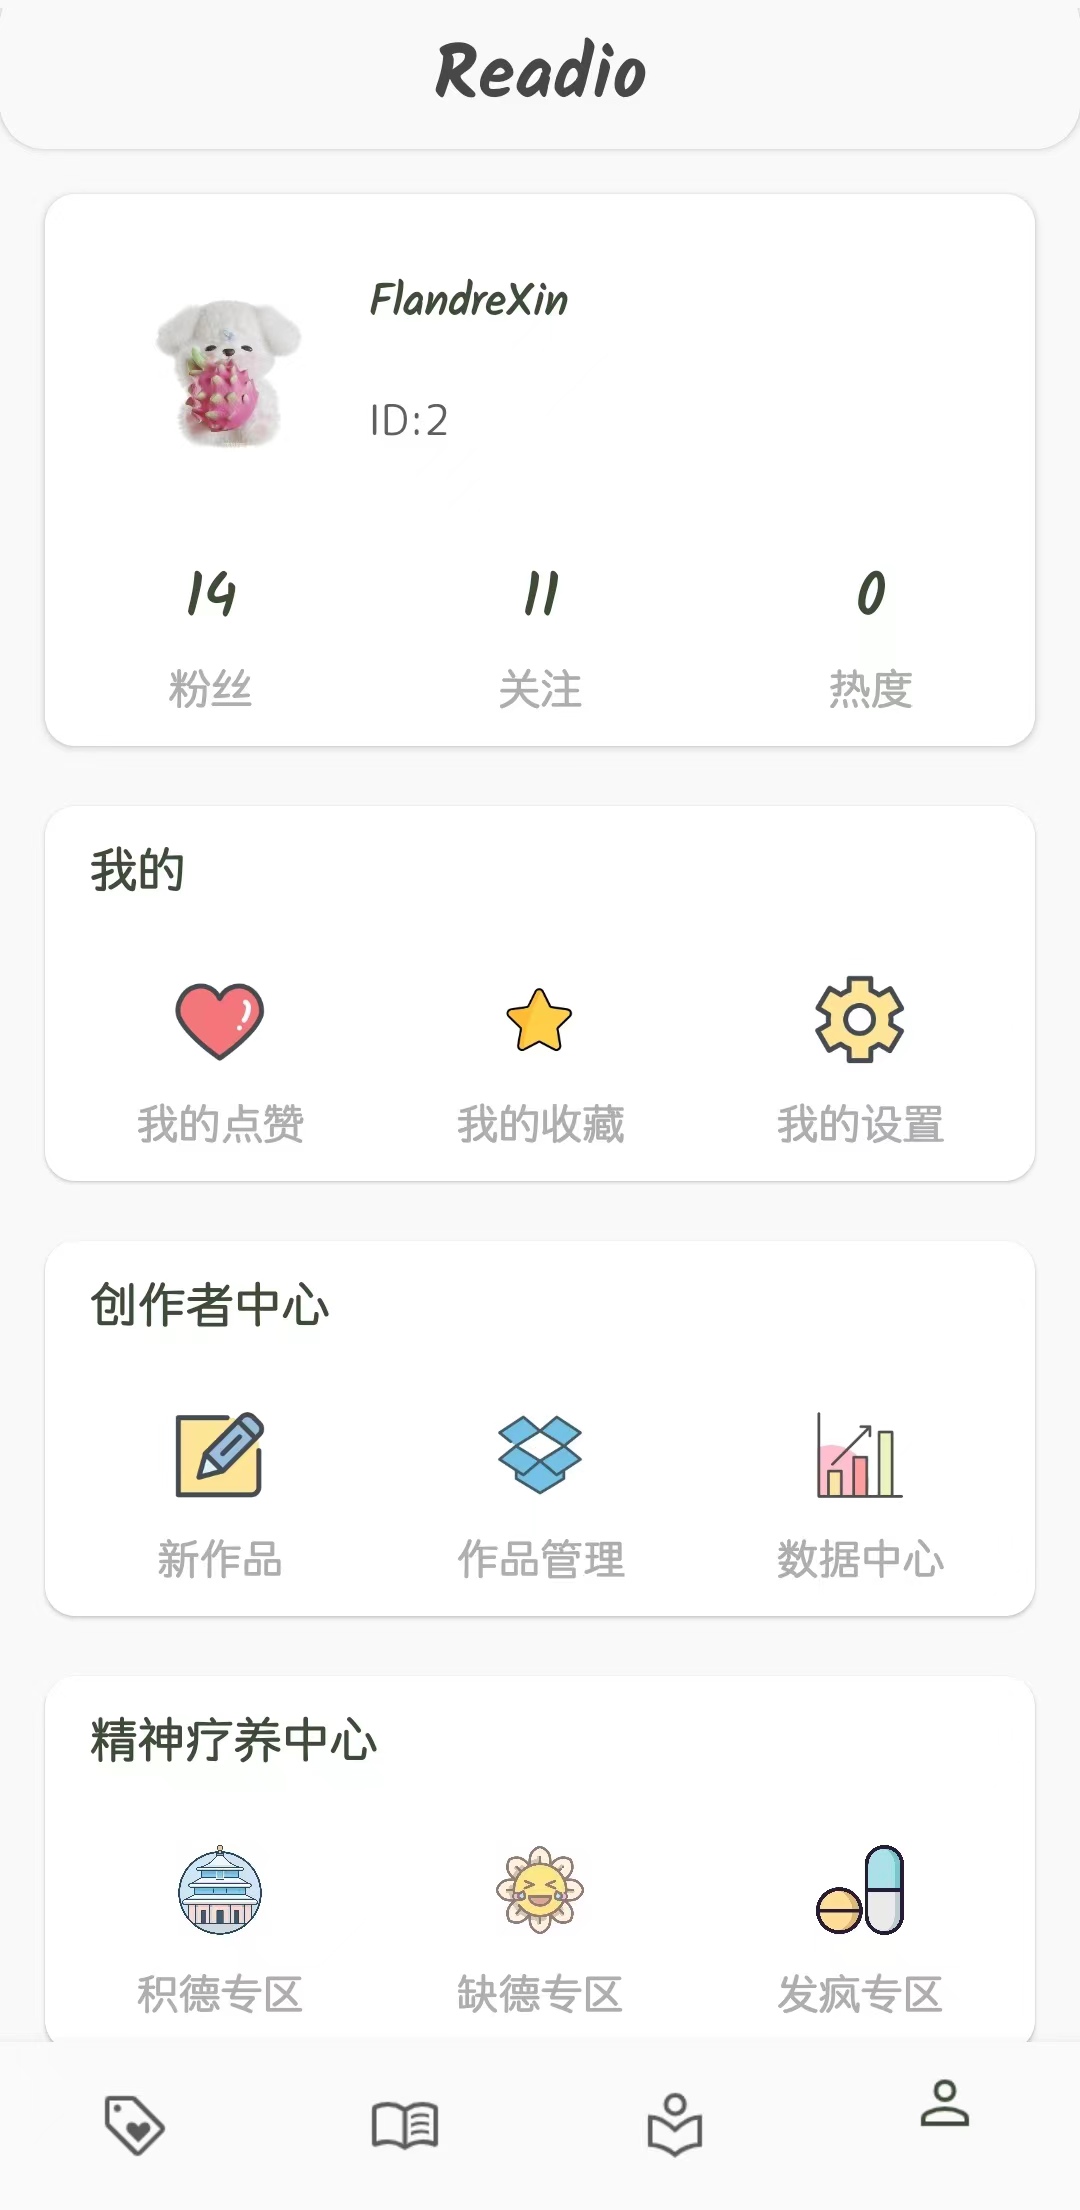 Readio
FlandreXin
ID:2
14 11 0
粉丝 关注 热度
我的
我的点赞 我的收藏 我的设置
创作者中心
新作品 作品管理 数据中心
精神疗养中心
积德专区 缺德专区 发疯专区